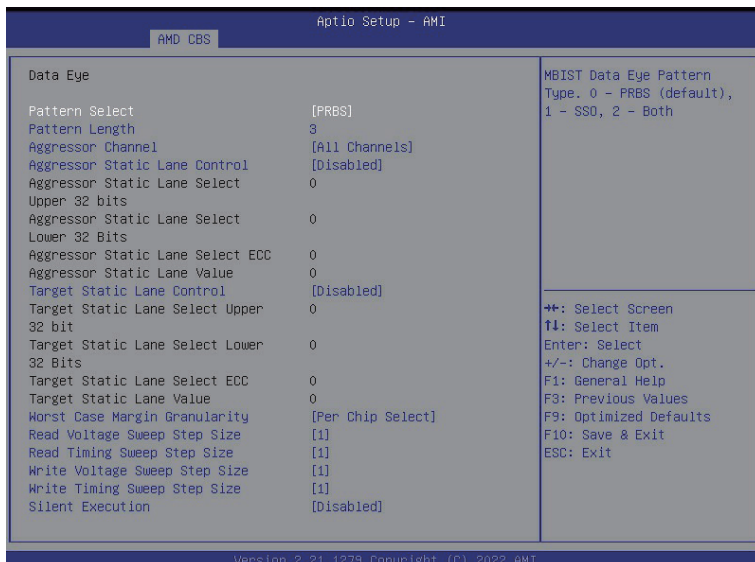 Aptio Setup – AMI
AMD CBS
Data Eye
Pattern Select [PRBS]
Pattern Length 3
Aggressor Channel [All Channels]
Aggressor Static Lane Control [Disabled]
Aggressor Static Lane Select 0
Upper 32 bits
Aggressor Static Lane Select 0
Lower 32 Bits
Aggressor Static Lane Select ECC 0
Aggressor Static Lane Value 0
Target Static Lane Control [Disabled]
Target Static Lane Select Upper 0
32 bit
Target Static Lane Select Lower 0
32 Bits
Target Static Lane Select ECC 0
Target Static Lane Value 0
Worst Case Margin Granularity [Per Chip Select]
Read Voltage Sweep Step Size [1]
Read Timing Sweep Step Size [1]
Write Voltage Sweep Step Size [1]
Write Timing Sweep Step Size [1]
Silent Execution [Disabled]
MBIST Data Eye Pattern
Type. 0 – PRBS (default),
1 – SSO, 2 – Both
→←: Select Screen
↑↓: Select Item
Enter: Select
+/-: Change Opt.
F1: General Help
F3: Previous Values
F9: Optimized Defaults
F10: Save & Exit
ESC: Exit
Version 2.21.1279 Copyright (C) 2022 AMI